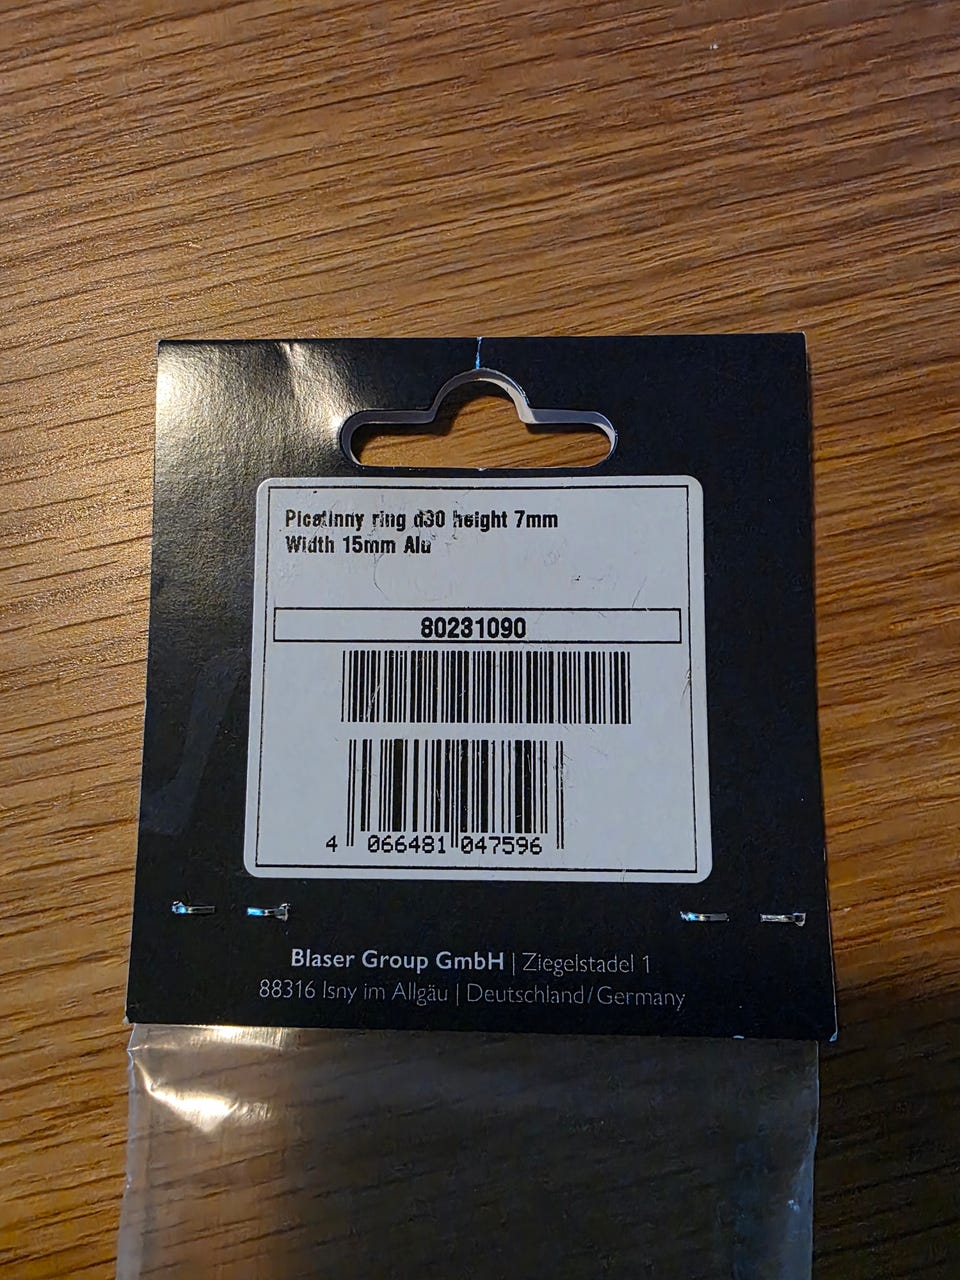 Picatinny ring d30 height 7mm
Width 15mm Alu
80231090
4 066481 047596
Blaser Group GmbH | Ziegelstadel 1
88316 Isny im Allgäu | Deutschland/Germany